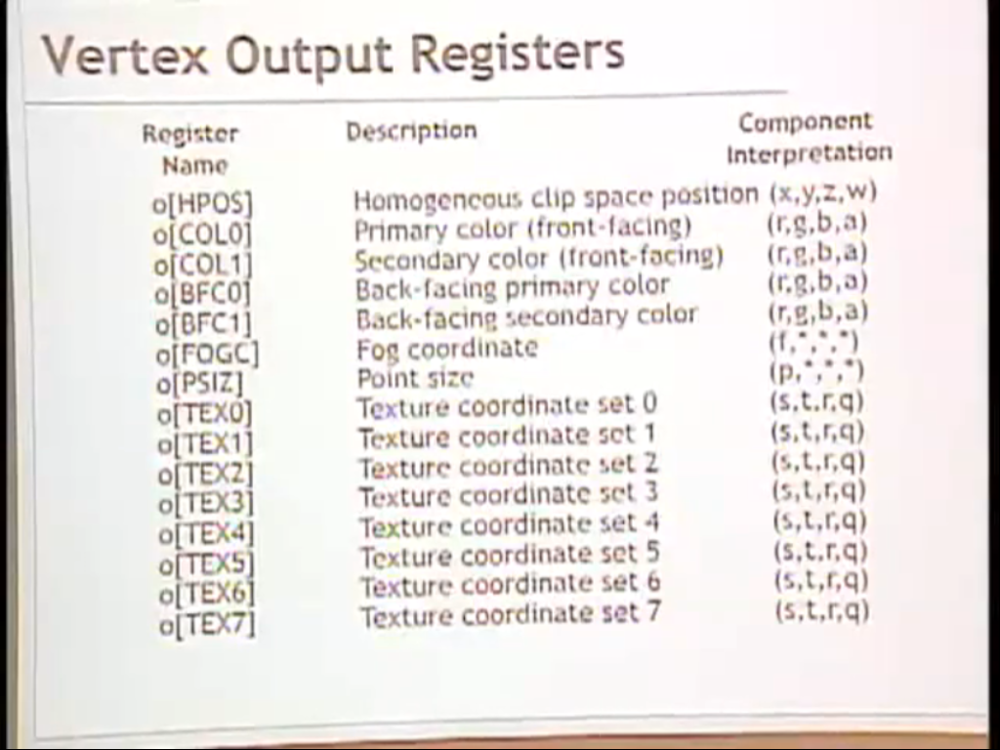 Vertex Output Registers
Register Name Description Component Interpretation
o[HPOS] Homogeneous clip space position (x,y,z,w)
o[COL0] Primary color (front-facing) (r,g,b,a)
o[COL1] Secondary color (front-facing) (r,g,b,a)
o[BFC0] Back-facing primary color (r,g,b,a)
o[BFC1] Back-facing secondary color (r,g,b,a)
o[FOGC] Fog coordinate (f,*,*,*)
o[PSIZ] Point size (p,*,*,*)
o[TEX0] Texture coordinate set 0 (s,t,r,q)
o[TEX1] Texture coordinate set 1 (s,t,r,q)
o[TEX2] Texture coordinate set 2 (s,t,r,q)
o[TEX3] Texture coordinate set 3 (s,t,r,q)
o[TEX4] Texture coordinate set 4 (s,t,r,q)
o[TEX5] Texture coordinate set 5 (s,t,r,q)
o[TEX6] Texture coordinate set 6 (s,t,r,q)
o[TEX7] Texture coordinate set 7 (s,t,r,q)